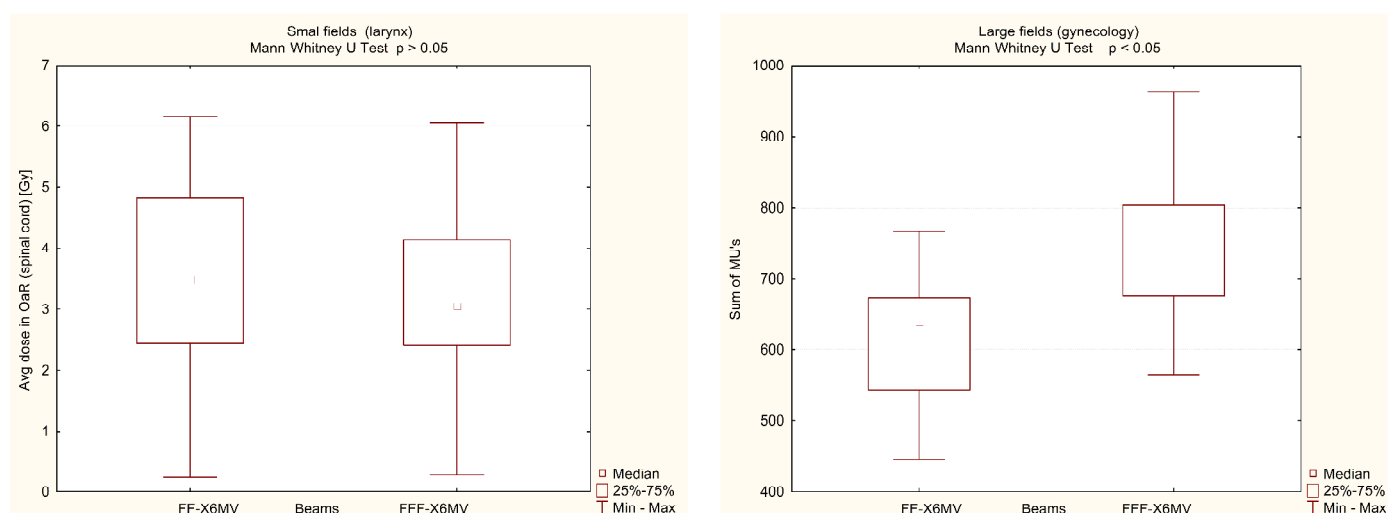 Smal fields (larynx)
Mann Whitney U Test p > 0.05
7
6
5
4
3
2
1
0
Avg dose in OaR (spinal cord) [Gy]
FF-X6MV Beams FFF-X6MV
Median
25%-75%
Min - Max
Large fields (gynecology)
Mann Whitney U Test p < 0.05
1000
900
800
700
600
500
400
Sum of MU's
FF-X6MV Beams FFF-X6MV
Median
25%-75%
Min - Max